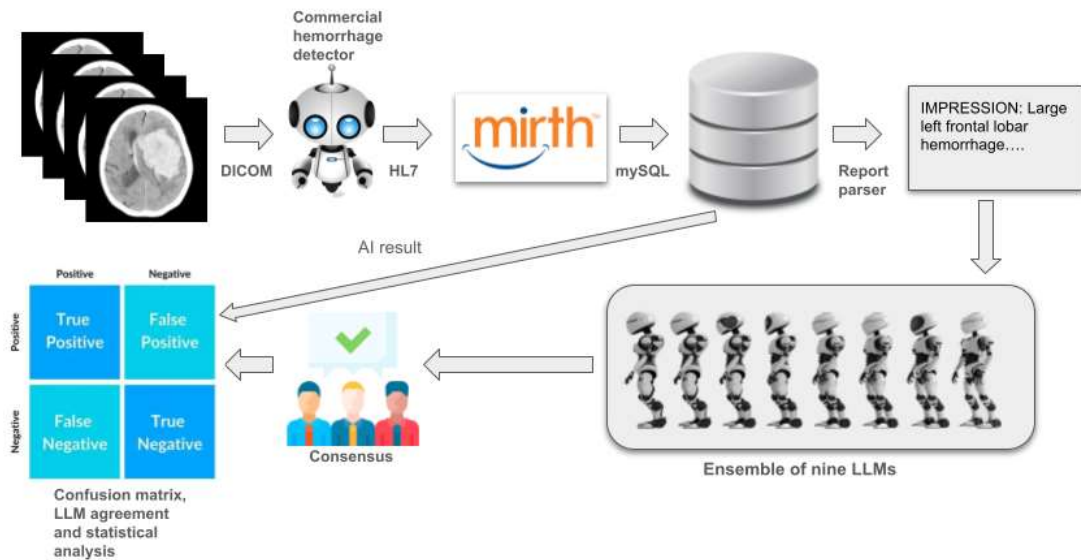 Commercial
hemorrhage
detector
DICOM
HL7
mirth™
mySQL
Report
parser
IMPRESSION: Large
left frontal lobar
hemorrhage....
AI result
Positive
Negative
Positive
True
Positive
False
Positive
Negative
False
Negative
True
Negative
Consensus
Ensemble of nine LLMs
Confusion matrix,
LLM agreement
and statistical
analysis